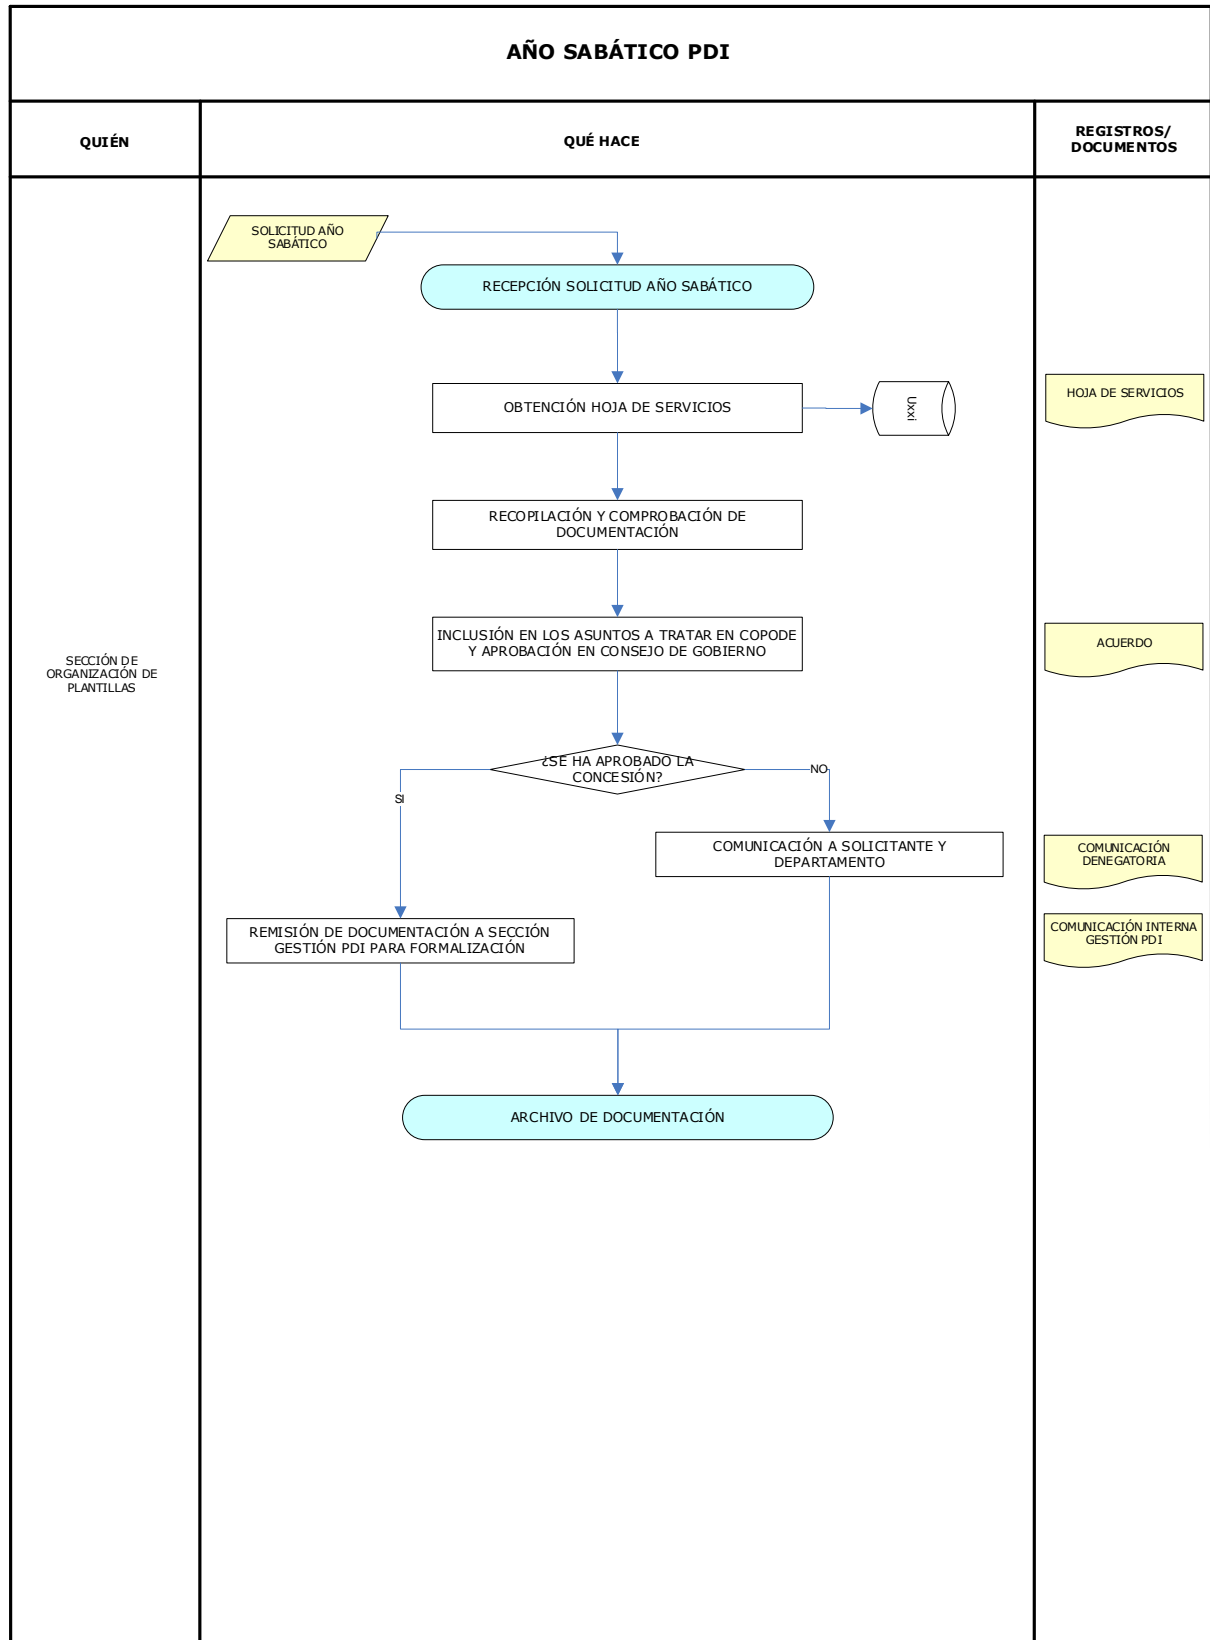 AÑO SABÁTICO PDI
QUIÉN
QUÉ HACE
REGISTROS/
DOCUMENTOS
SOLICITUD AÑO
SABÁTICO
RECEPCIÓN SOLICITUD AÑO SABÁTICO
OBTENCIÓN HOJA DE SERVICIOS
Uxxi
HOJA DE SERVICIOS
RECOPILACIÓN Y COMPROBACIÓN DE
DOCUMENTACIÓN
INCLUSIÓN EN LOS ASUNTOS A TRATAR EN COPODE
Y APROBACIÓN EN CONSEJO DE GOBIERNO
ACUERDO
SECCIÓN DE
ORGANIZACIÓN DE
PLANTILLAS
¿SE HA APROBADO LA
CONCESIÓN?
NO
SI
COMUNICACIÓN A SOLICITANTE Y
DEPARTAMENTO
COMUNICACIÓN
DENEGATORIA
REMISIÓN DE DOCUMENTACIÓN A SECCIÓN
GESTIÓN PDI PARA FORMALIZACIÓN
COMUNICACIÓN INTERNA
GESTIÓN PDI
ARCHIVO DE DOCUMENTACIÓN